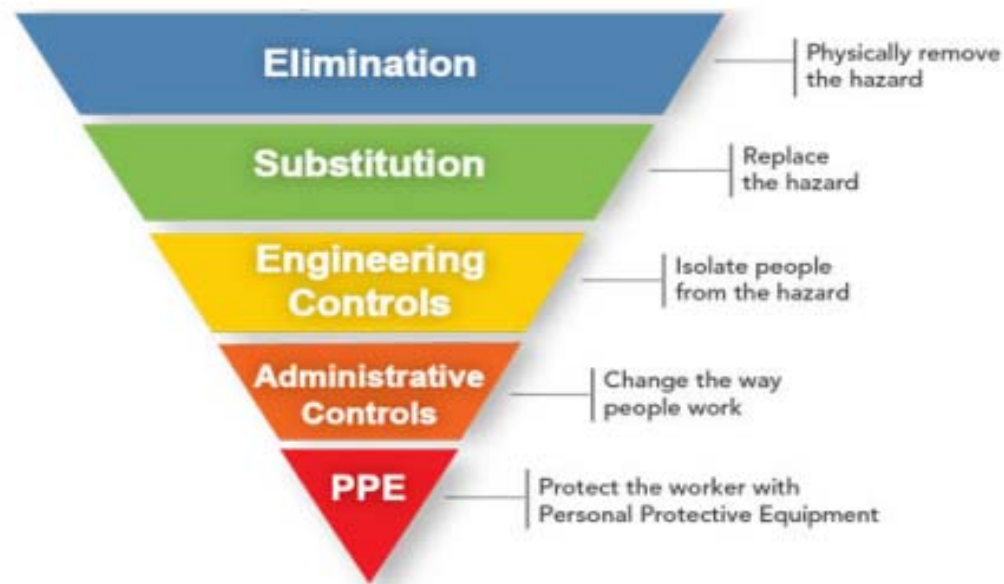 Elimination
Physically remove
the hazard
Substitution
Replace
the hazard
Engineering
Controls
Isolate people
from the hazard
Administrative
Controls
Change the way
people work
PPE
Protect the worker with
Personal Protective Equipment